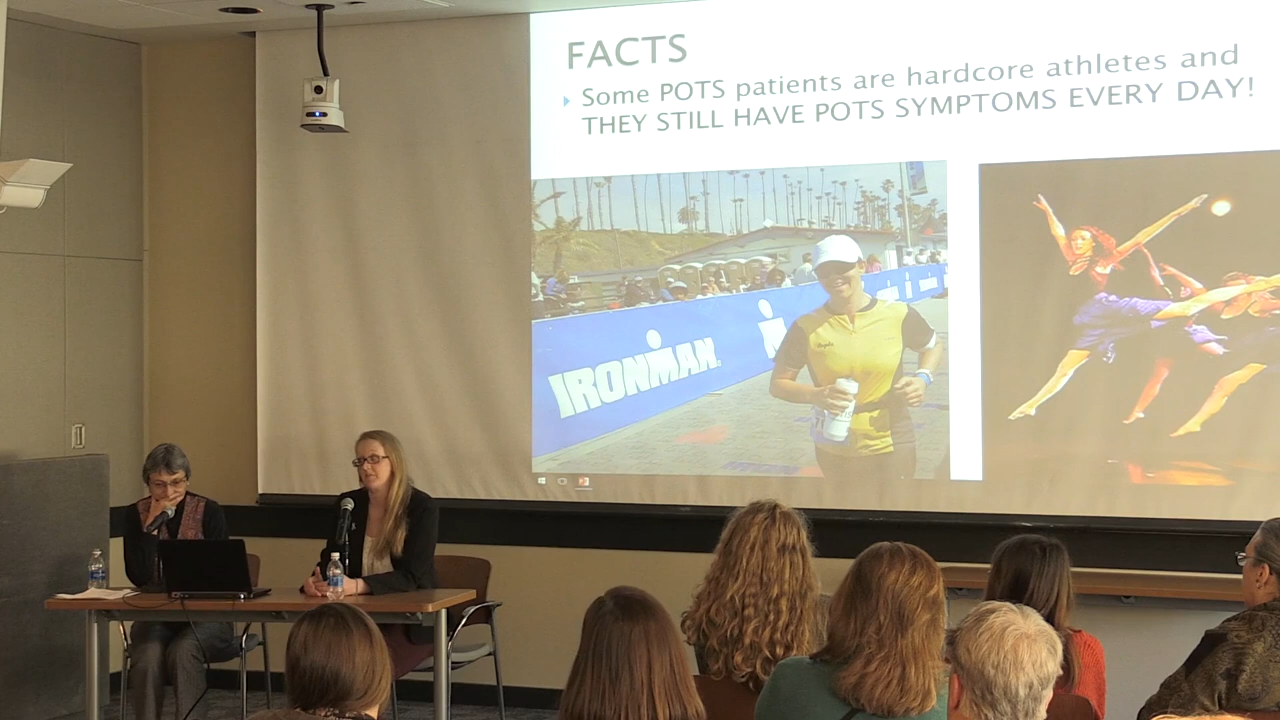 FACTS
Some POTS patients are hardcore athletes and
THEY STILL HAVE POTS SYMPTOMS EVERY DAY!
IRONMAN